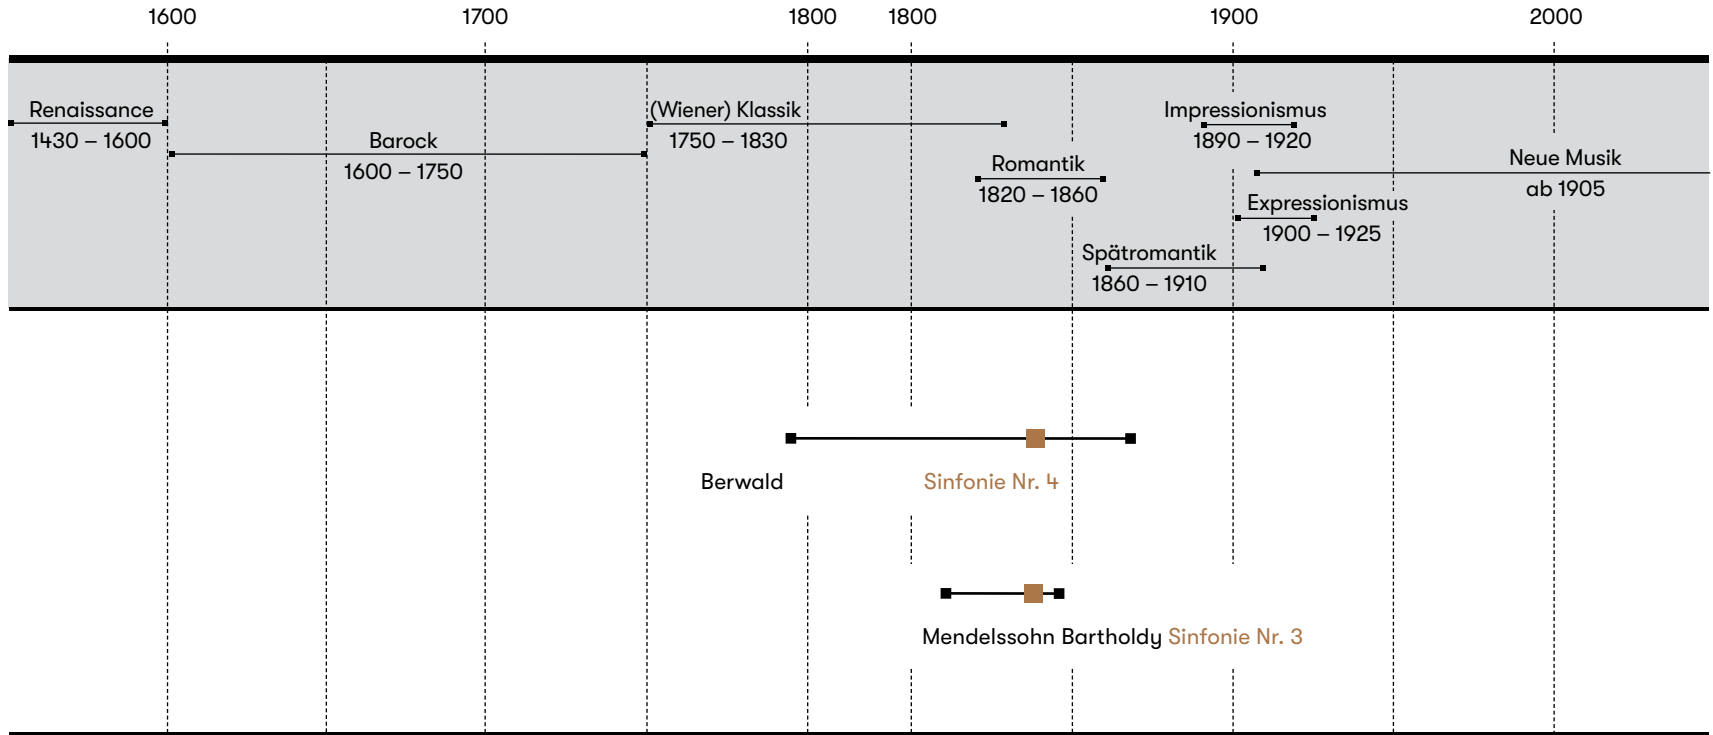 1600 1700 1800 1800 1900 2000
Renaissance
1430 – 1600
Barock
1600 – 1750
(Wiener) Klassik
1750 – 1830
Romantik
1820 – 1860
Spätromantik
1860 – 1910
Impressionismus
1890 – 1920
Expressionismus
1900 – 1925
Neue Musik
ab 1905
Berwald Sinfonie Nr. 4
Mendelssohn Bartholdy Sinfonie Nr. 3